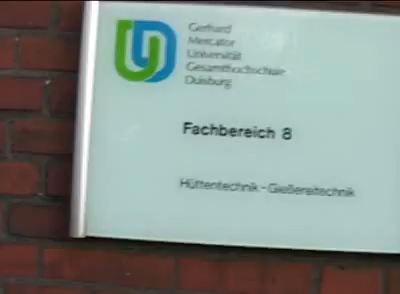 Gerhard
Mercator
Universität
Gesamthochschule
Duisburg
Fachbereich 8
Hüttentechnik - Gießereitechnik